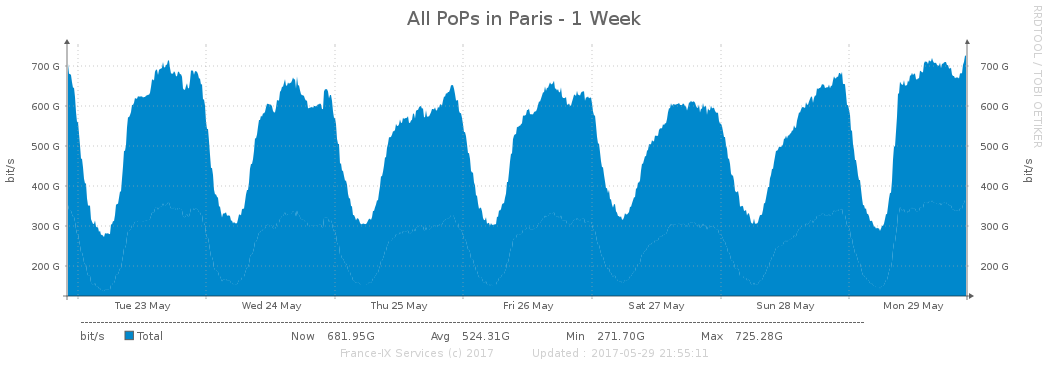 All PoPs in Paris - 1 Week
RRDTOOL / TOBI OETIKER
bit/s
700 G
600 G
500 G
400 G
300 G
200 G
700 G
600 G
500 G
400 G
300 G
200 G
bit/s
Tue 23 May Wed 24 May Thu 25 May Fri 26 May Sat 27 May Sun 28 May Mon 29 May
bit/s Total Now 681.95G Avg 524.31G Min 271.70G Max 725.28G
France-IX Services (c) 2017 Updated : 2017-05-29 21:55:11